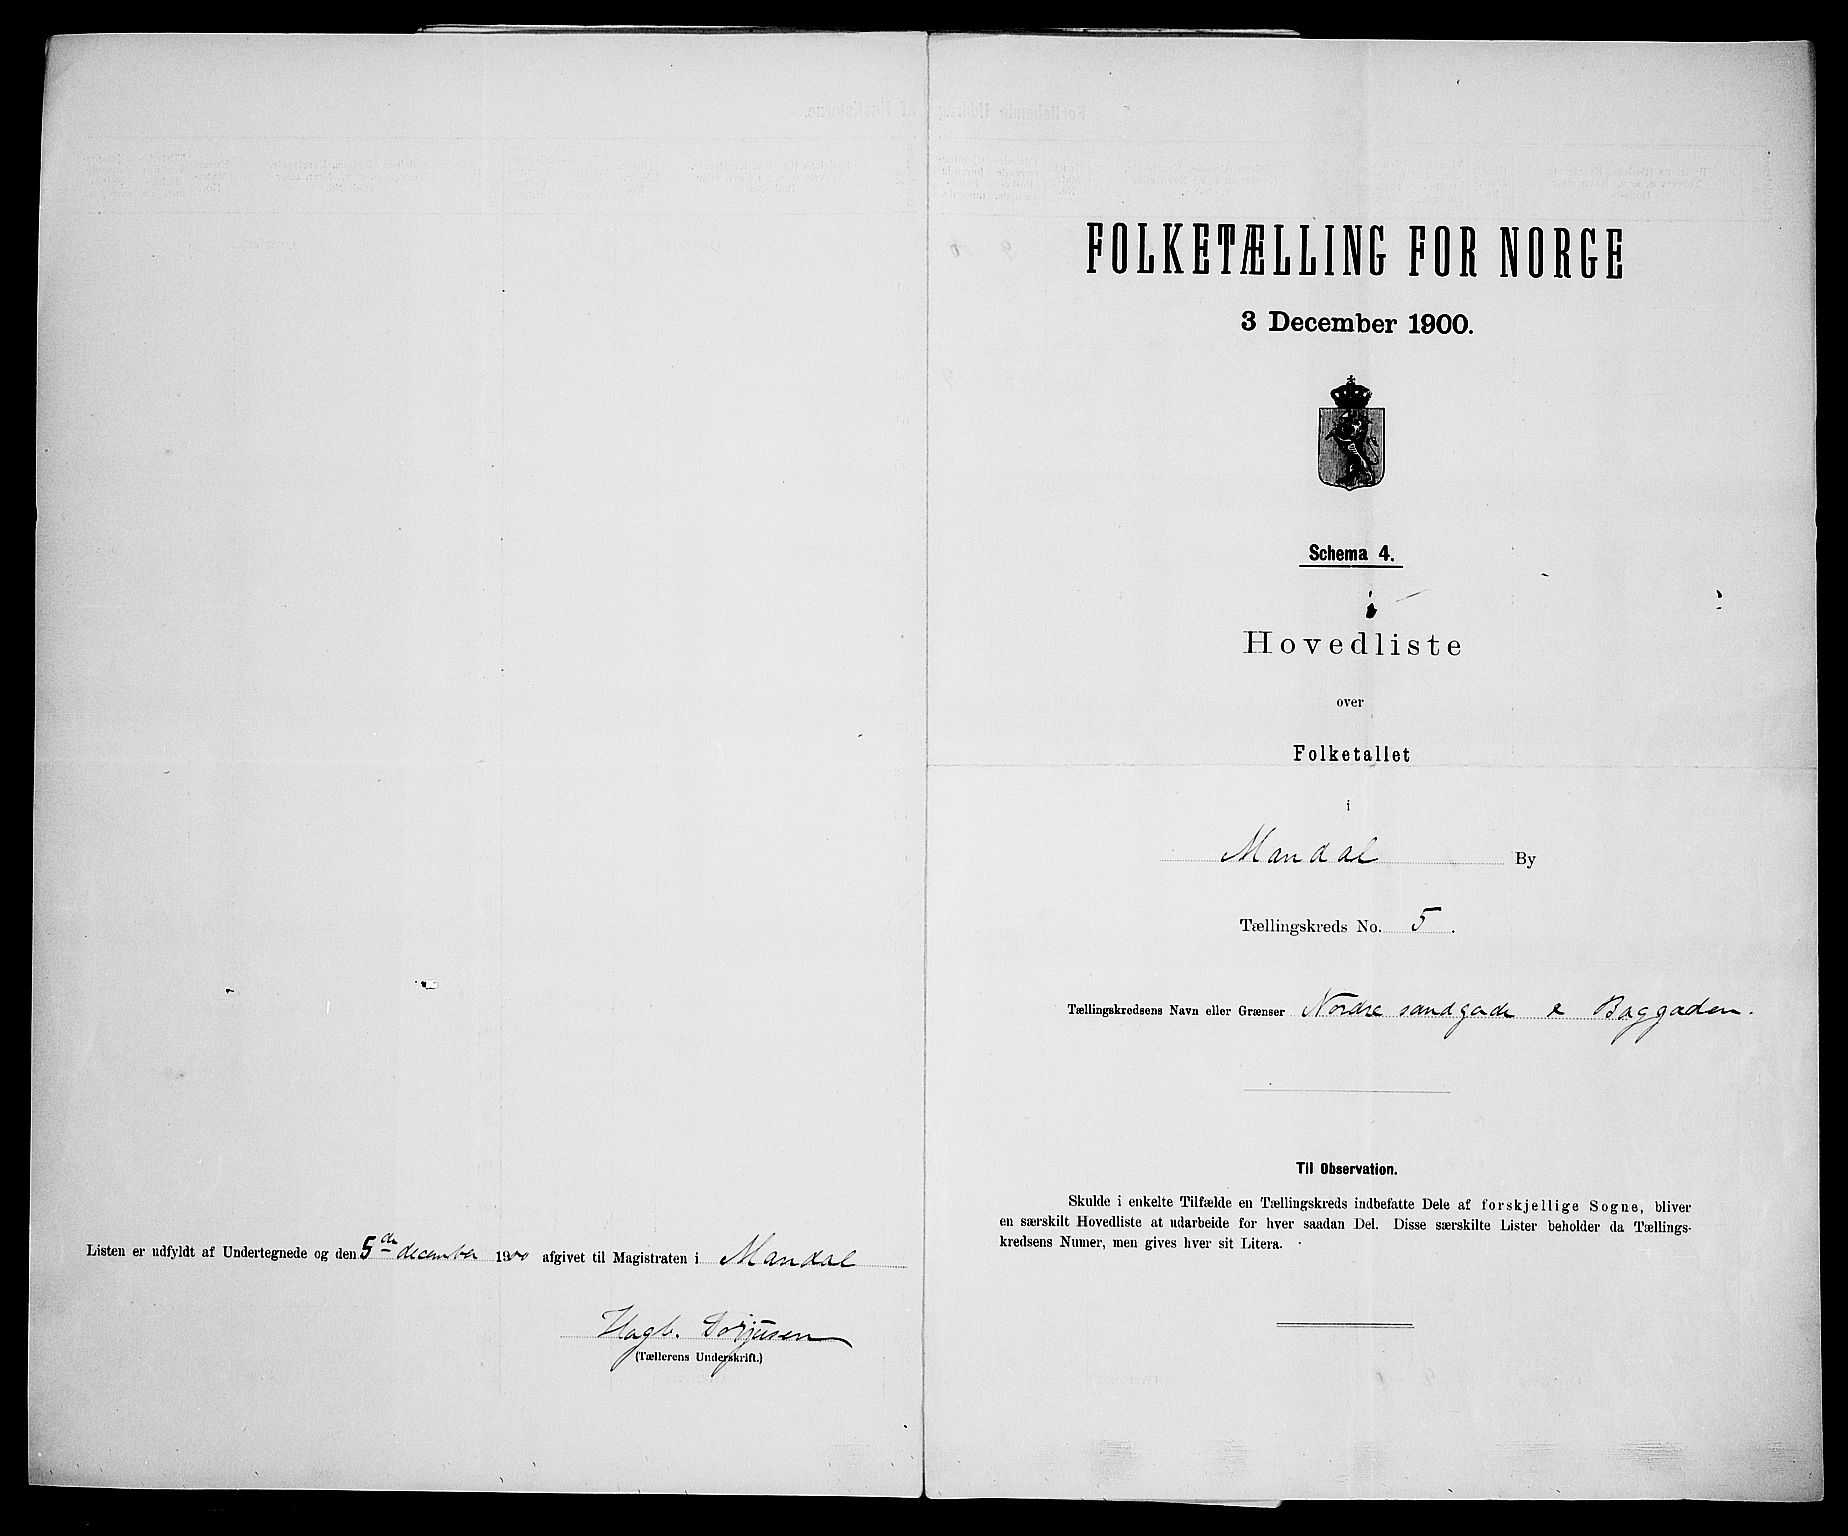 Listen er udfyldt af Undertegnede og den 5de december 1900 afgivet til Magistraten i Mandal
Hagb. Torjusen
(Tællerens Underskrift.)
FOLKETÆLLING FOR NORGE
3 December 1900.
Schema 4.
Hovedliste
over
Folketallet
i
Mandal By
Tællingskreds No. 5.
Tællingskredsens Navn eller Grænser Nordre sandgade & Baggaden.
Til Observation.
Skulde i enkelte Tilfælde en Tællingskreds indbefatte Dele af forskjellige Sogne, bliver
en særskilt Hovedliste at udarbeide for hver saadan Del. Disse særskilte Lister beholder da Tællings-
kredsens Numer, men gives hver sit Litera.